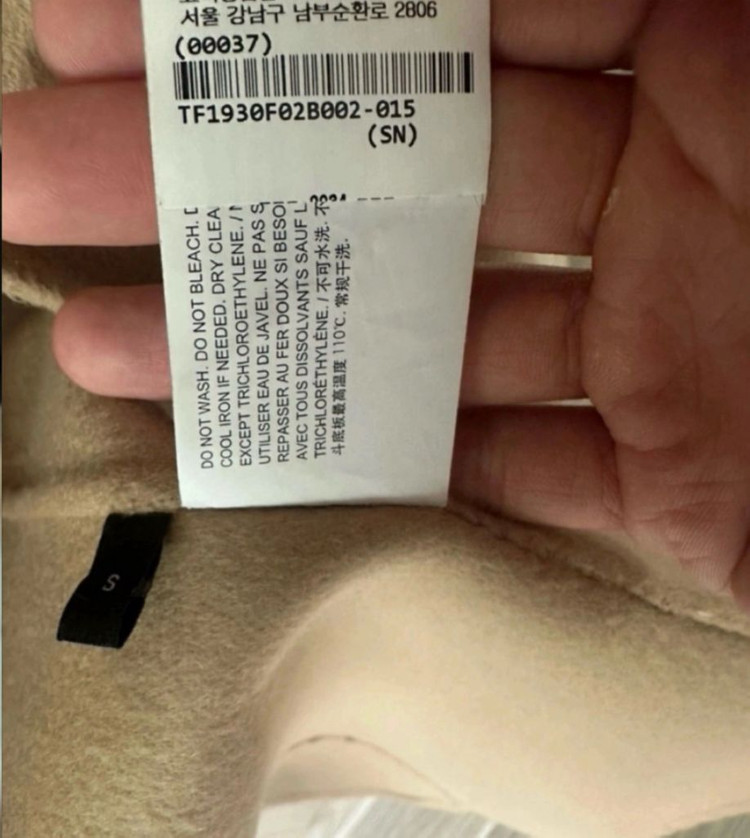 서울 강남구 남부순환로 2806
(00037)
TF1930F02B002-015
(SN)
DO NOT WASH. DO NOT BLEACH.
COOL IRON IF NEEDED. DRY CLEA
EXCEPT TRICHLOROETHYLENE. /
UTILISER EAU DE JAVEL. NE PAS S
REPASSER AU FER DOUX SI BESOI
AVEC TOUS DISSOLVANTS SAUF L
TRICHLORÉTHYLÈNE. / 不可水洗. 不
斗底板最高温度 110℃. 常规干洗.
S